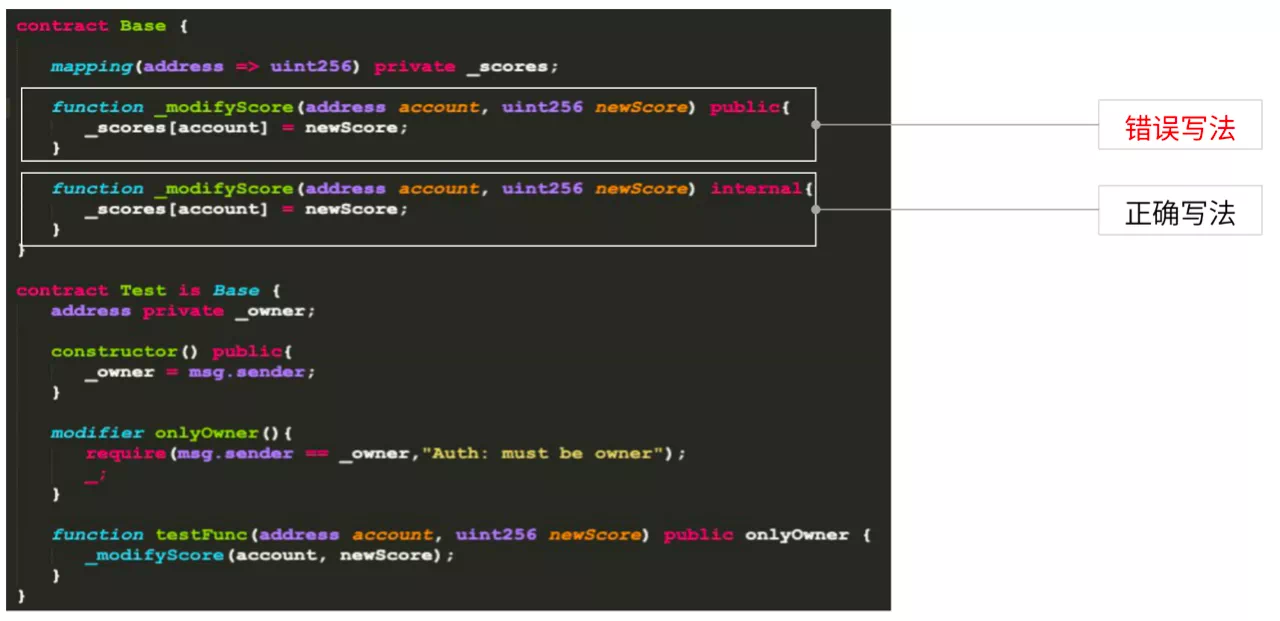 contract Base {
mapping(address => uint256) private _scores;
function _modifyScore(address account, uint256 newScore) public{
_scores[account] = newScore;
}
错误写法
function _modifyScore(address account, uint256 newScore) internal{
_scores[account] = newScore;
}
正确写法
}
contract Test is Base {
address private _owner;
constructor() public{
_owner = msg.sender;
}
modifier onlyOwner(){
require(msg.sender == _owner,"Auth: must be owner");
_;
}
function testFunc(address account, uint256 newScore) public onlyOwner {
_modifyScore(account, newScore);
}
}